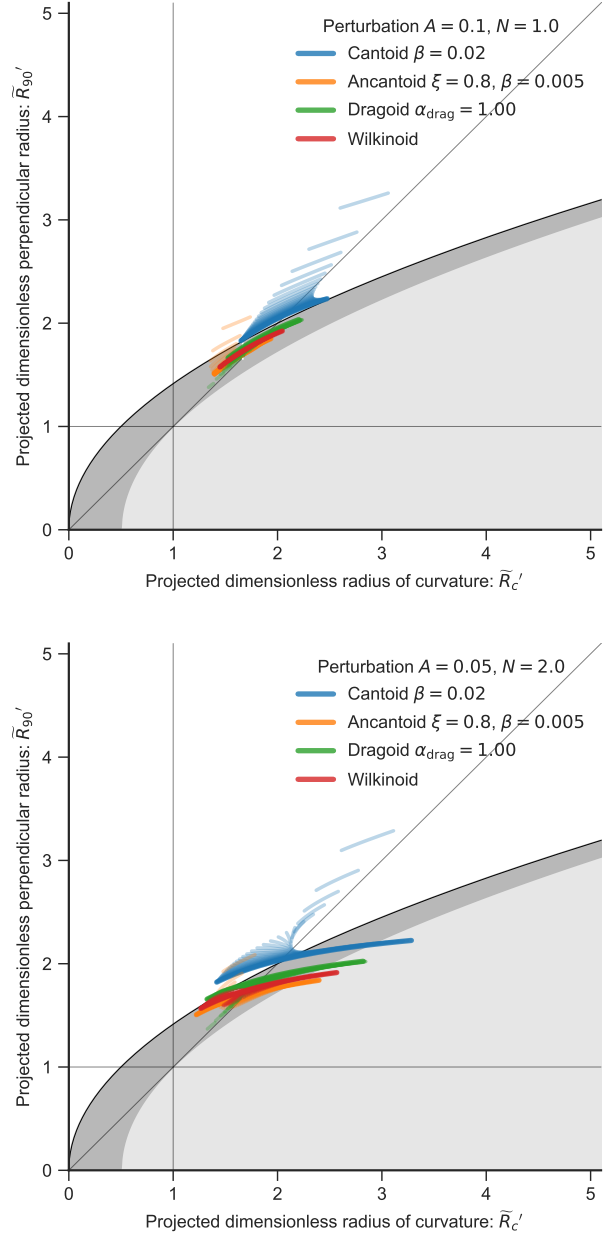 Perturbation A = 0.1, N = 1.0
Cantoid β = 0.02
Ancantoid ξ = 0.8, β = 0.005
Dragoid α_drag = 1.00
Wilkinoid
Projected dimensionless perpendicular radius: R̃₉₀′
5
4
3
2
1
0
0 1 2 3 4 5
Projected dimensionless radius of curvature: R̃_c′
Perturbation A = 0.05, N = 2.0
Cantoid β = 0.02
Ancantoid ξ = 0.8, β = 0.005
Dragoid α_drag = 1.00
Wilkinoid
Projected dimensionless perpendicular radius: R̃₉₀′
5
4
3
2
1
0
0 1 2 3 4 5
Projected dimensionless radius of curvature: R̃_c′